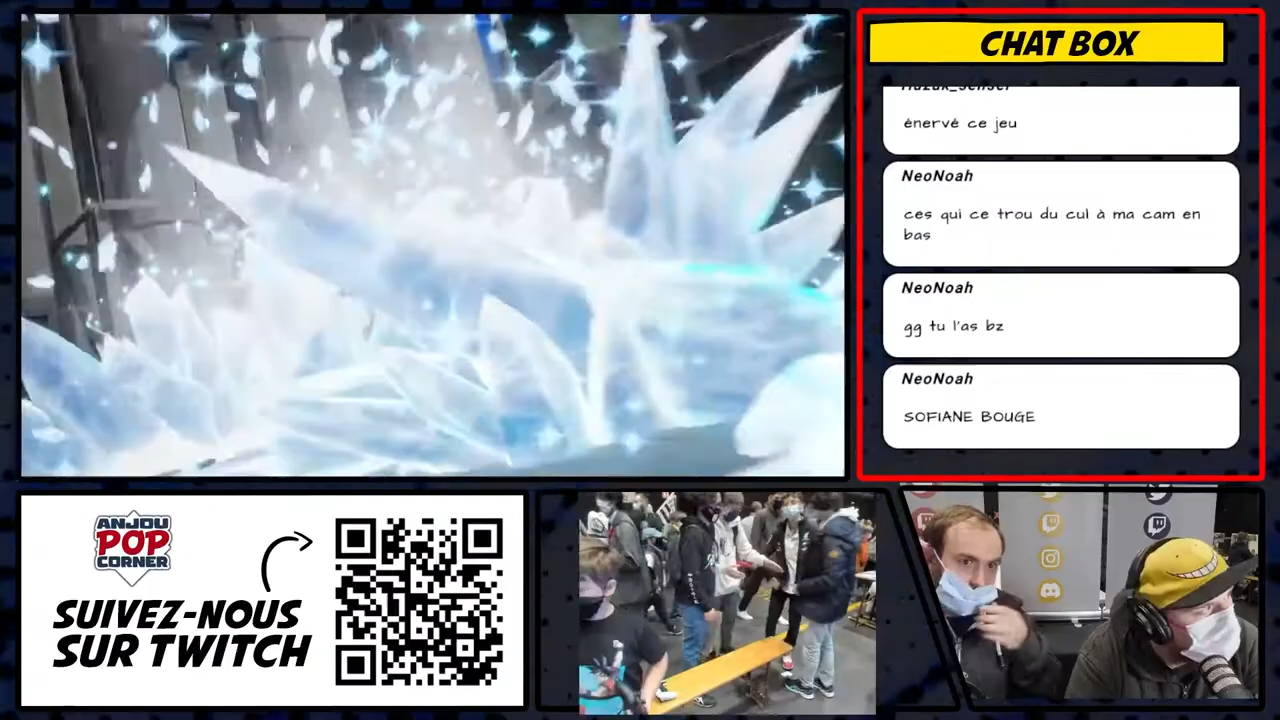 CHAT BOX
énervé ce jeu
NeoNoah
ces qui ce trou du cul à ma cam en
bas
NeoNoah
gg tu l'as bz
NeoNoah
SOFIANE BOUGE
ANJOU
POP
CORNER
SUIVEZ-NOUS
SUR TWITCH